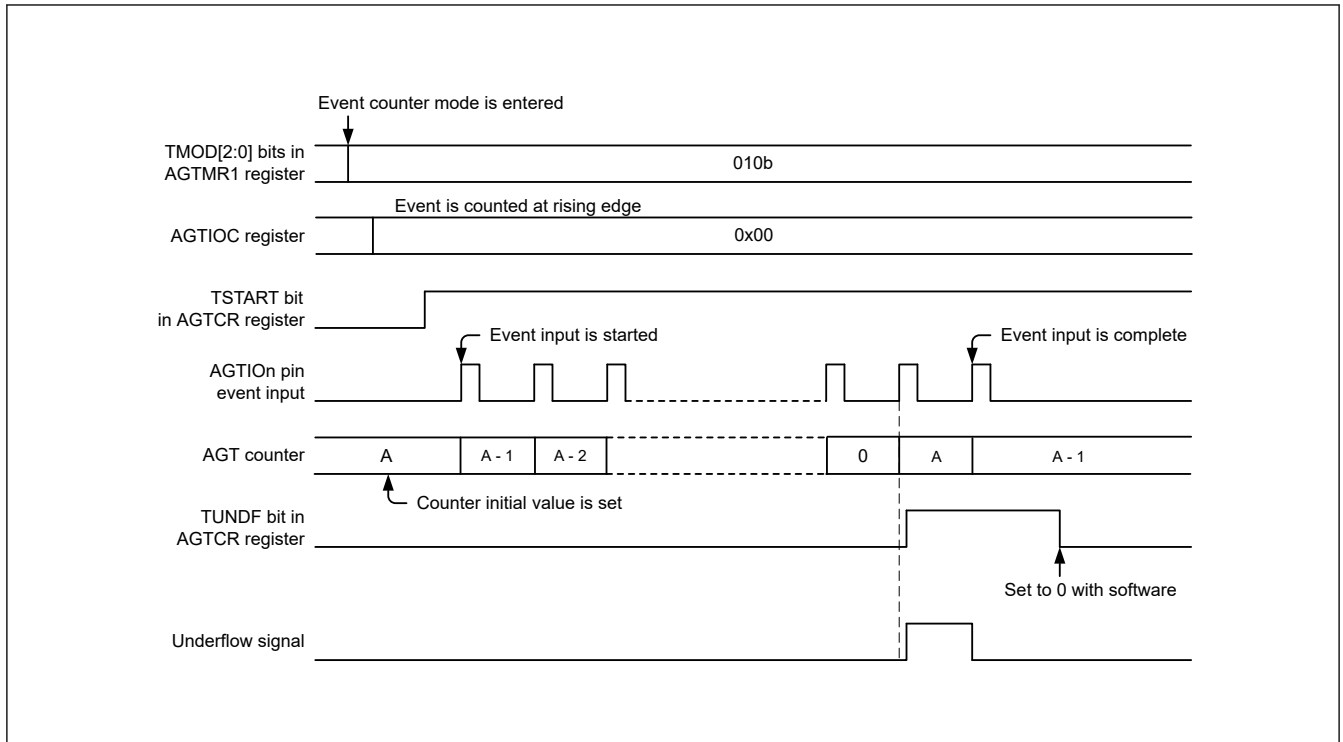 Event counter mode is entered
TMOD[2:0] bits in
AGTMR1 register
010b
Event is counted at rising edge
AGTIOC register
0x00
TSTART bit
in AGTCR register
Event input is started
Event input is complete
AGTIOn pin
event input
AGT counter
A
A - 1
A - 2
0
A
A - 1
Counter initial value is set
TUNDF bit in
AGTCR register
Set to 0 with software
Underflow signal